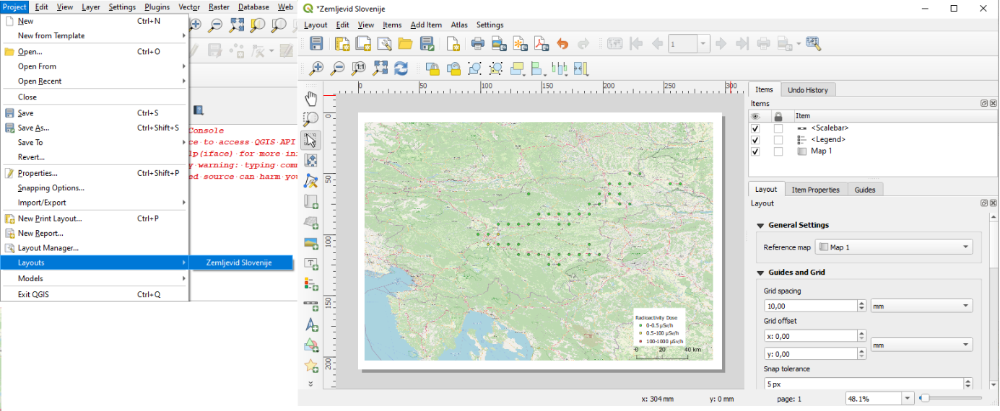 Project Edit View Layer Settings Plugins Vector Raster Database Web
New Ctrl+N
New from Template
Open... Ctrl+O
Open From
Open Recent
Close
Save Ctrl+S
Save As... Ctrl+Shift+S
Save To
Revert...
Properties... Ctrl+Shift+P
Snapping Options...
Import/Export
New Print Layout... Ctrl+P
New Report...
Layout Manager...
Layouts
Zemljevid Slovenije
Models
Exit QGIS Ctrl+Q
Console
ce to access QGIS API
lp(iface) for more in
y warning: typing com
ed source can harm yo
*Zemljevid Slovenije
Layout Edit View Items Add Item Atlas Settings
1
1:1
0 50 100 150 200 250 300
0
50
100
150
200
Radioactivity Dose
0-0.5 µSv/h
0.5-100 µSv/h
100-1000 µSv/h
0 20 40 km
Items Undo History
Items
Item
<Scalebar>
<Legend>
Map 1
Layout Item Properties Guides
Layout
General Settings
Reference map Map 1
Guides and Grid
Grid spacing
10,00 mm
Grid offset
x: 0,00
mm
y: 0,00
Snap tolerance
5 px
x: 304 mm y: 0 mm page: 1 48.1%